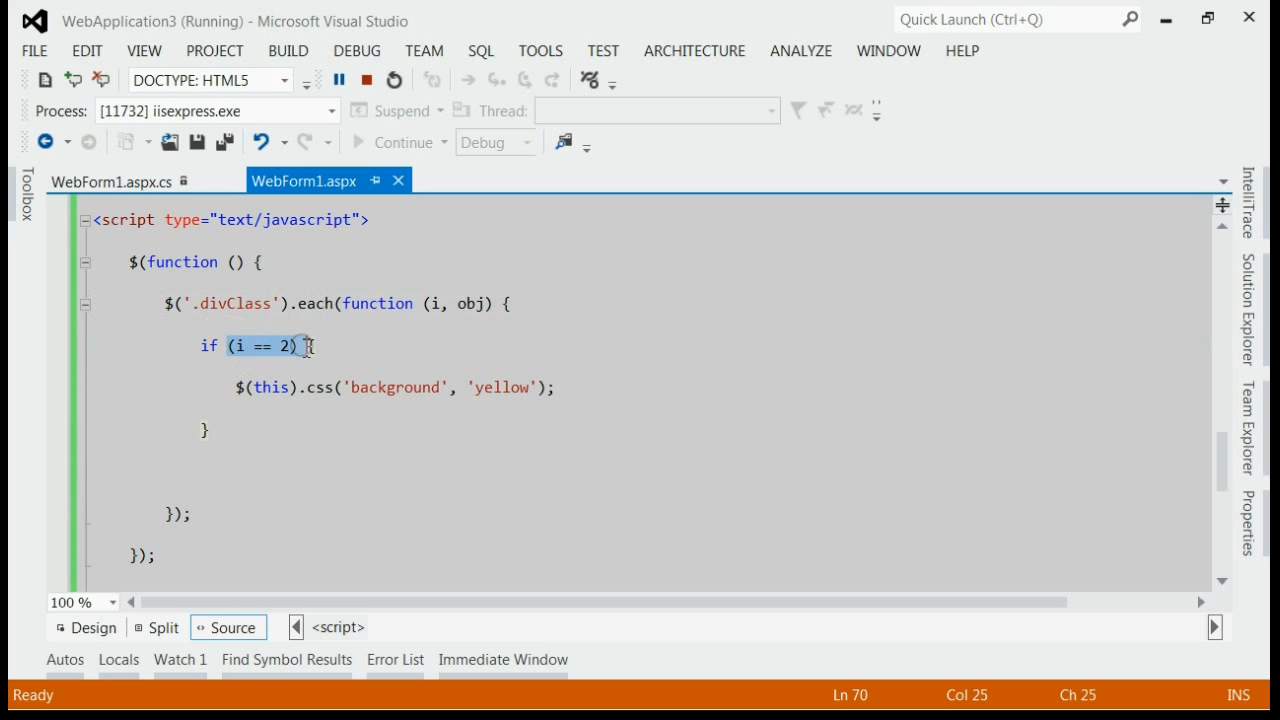 WebApplication3 (Running) - Microsoft Visual Studio
Quick Launch (Ctrl+Q)
FILE EDIT VIEW PROJECT BUILD DEBUG TEAM SQL TOOLS TEST ARCHITECTURE ANALYZE WINDOW HELP
DOCTYPE: HTML5
Process: [11732] iisexpress.exe Suspend Thread:
Continue Debug
Toolbox
WebForm1.aspx.cs WebForm1.aspx
<script type="text/javascript">
$(function () {
$('.divClass').each(function (i, obj) {
if (i == 2) {
$(this).css('background', 'yellow');
}
});
});
IntelliTrace
Solution Explorer
Team Explorer
Properties
100 %
Design Split Source <script>
Autos Locals Watch 1 Find Symbol Results Error List Immediate Window
Ready Ln 70 Col 25 Ch 25 INS